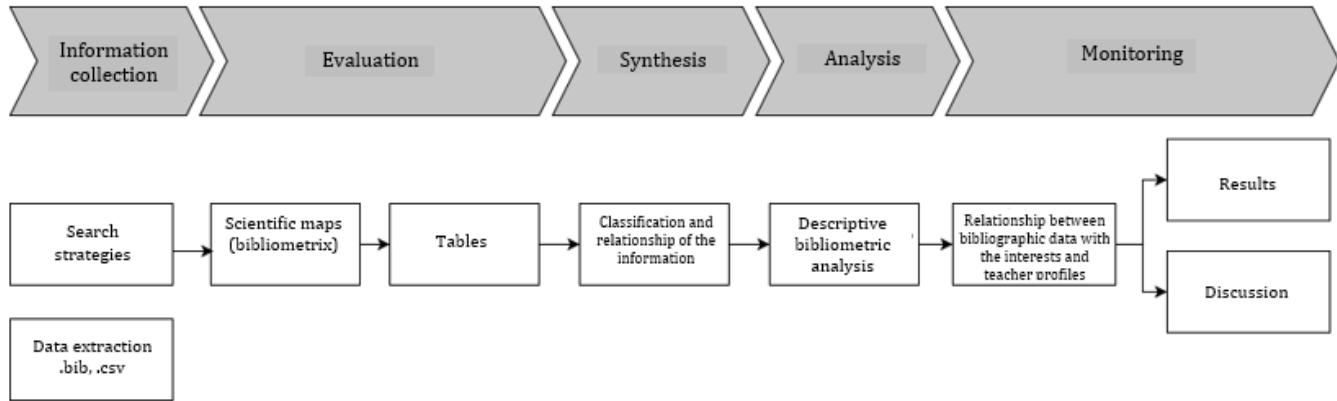 Information
collection
Evaluation
Synthesis
Analysis
Monitoring
Search
strategies
Scientific maps
(bibliometrix)
Tables
Classification and
relationship of the
information
Descriptive
bibliometric
analysis
Relationship between
bibliographic data with
the interests and
teacher profiles
Results
Discussion
Data extraction
.bib, .csv